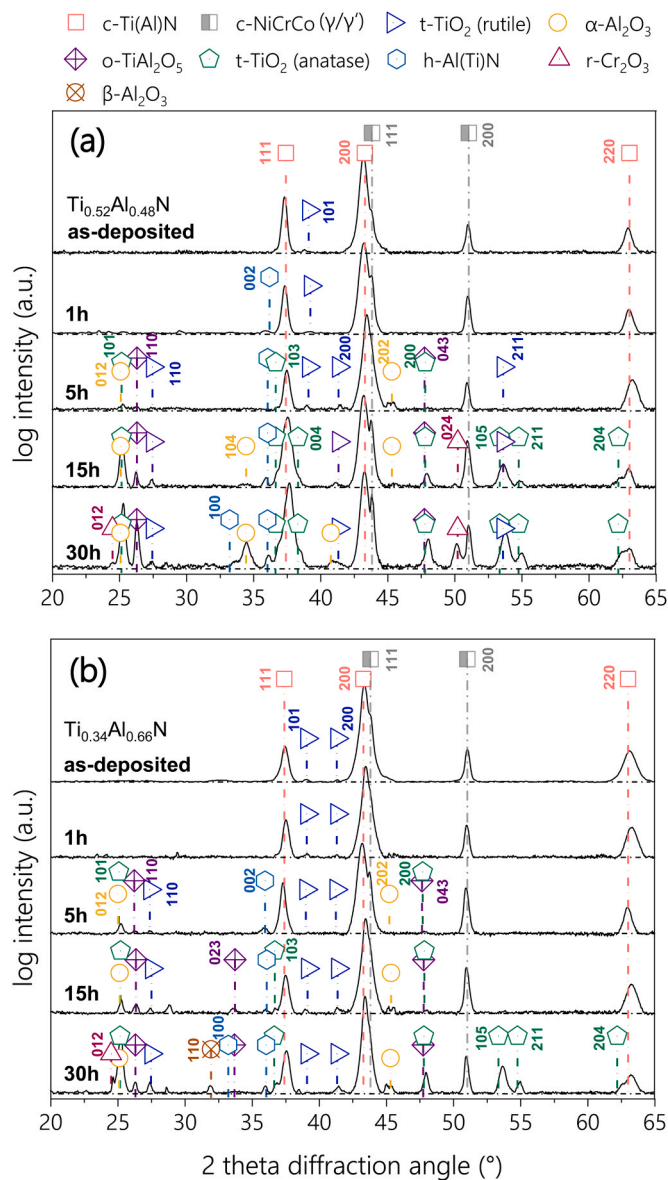 c-Ti(Al)N c-NiCrCo (γ/γ′) t-TiO₂ (rutile) α-Al₂O₃
o-TiAl₂O₅ t-TiO₂ (anatase) h-Al(Ti)N r-Cr₂O₃
β-Al₂O₃
(a)
111 200 111 200 220
Ti₀.₅₂Al₀.₄₈N
as-deposited
101
1h
002
5h
101 012 110 110 103 200 202 200 043 211
15h
104 004 024 105 211 204
30h
012 100
log intensity (a.u.)
20 25 30 35 40 45 50 55 60 65
(b)
111 200 111 200 220
Ti₀.₃₄Al₀.₆₆N
as-deposited
101 200
1h
5h
101 012 110 110 002 202 200 043
15h
023 103
30h
012 110 100 105 211 204
log intensity (a.u.)
20 25 30 35 40 45 50 55 60 65
2 theta diffraction angle (°)